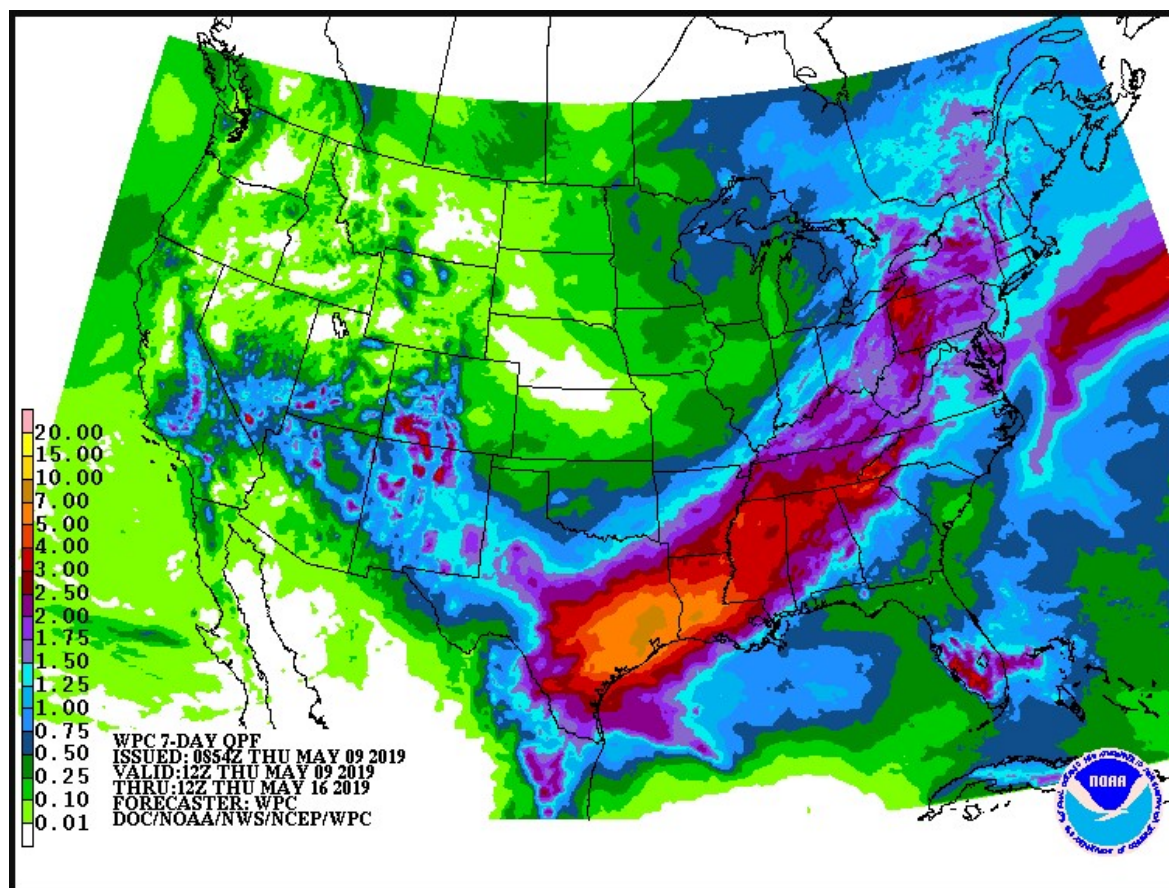 20.00
15.00
10.00
7.00
5.00
4.00
3.00
2.50
2.00
1.75
1.50
1.25
1.00
0.75
0.50
0.25
0.10
0.01
WPC 7-DAY QPF
ISSUED: 0854Z THU MAY 09 2019
VALID:12Z THU MAY 09 2019
THRU:12Z THU MAY 16 2019
FORECASTER: WPC
DOC/NOAA/NWS/NCEP/WPC
NOAA